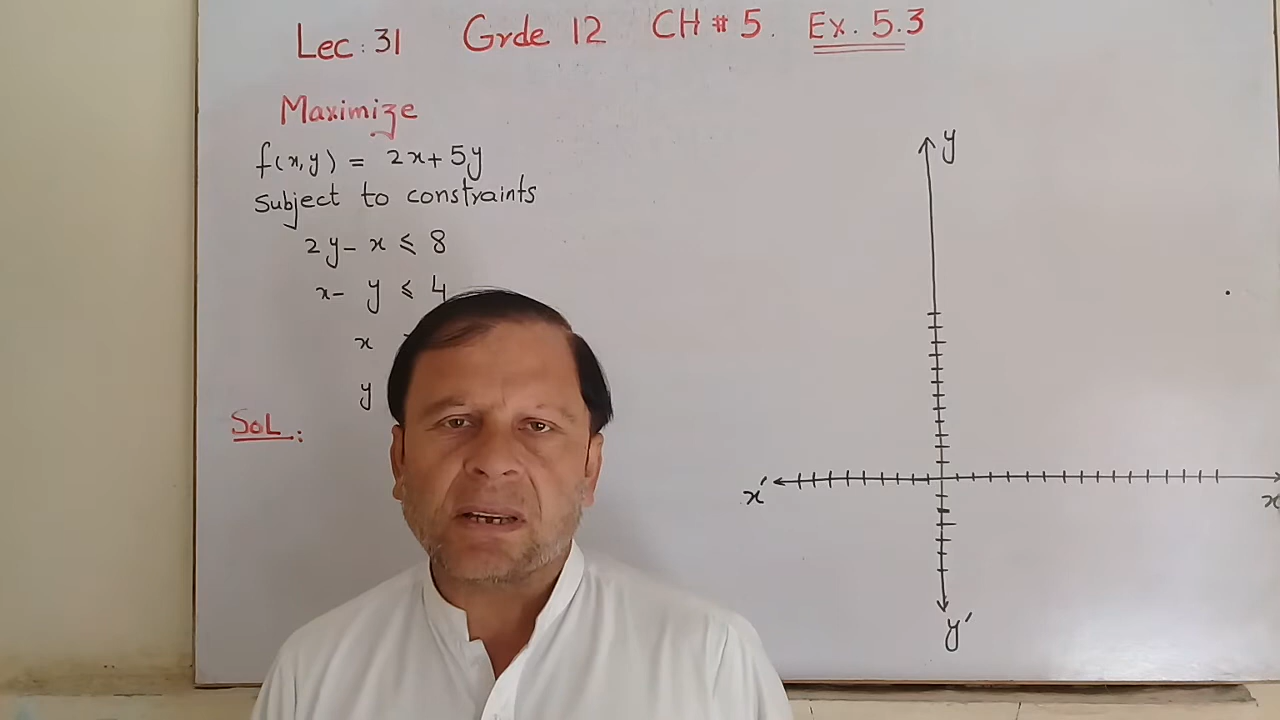 Lec: 31 Grde 12 CH # 5. Ex. 5.3
Maximize
f(x,y) = 2x + 5y
Subject to constraints
2y - x ⩽ 8
x - y ⩽ 4
x
y
SoL :
y
x′
x
y′